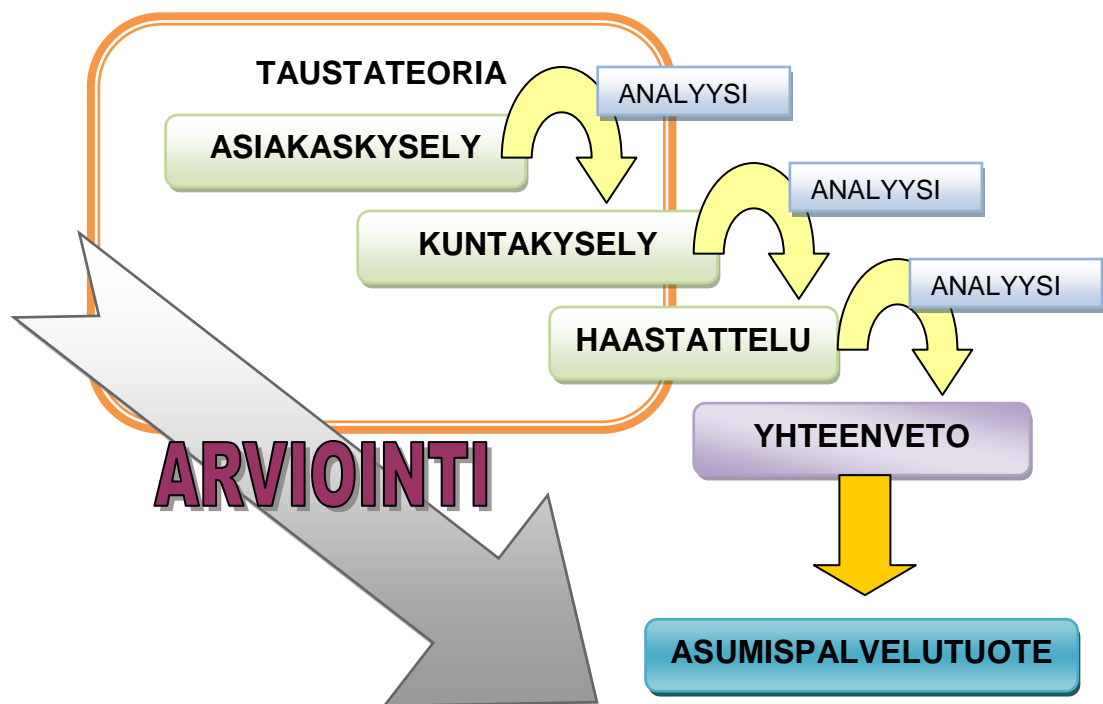 TAUSTATEORIA
ANALYYSI
ASIAKASKYSELY
ANALYYSI
KUNTAKYSELY
ANALYYSI
HAASTATTELU
YHTEENVETO
ARVIOINTI
ASUMISPALVELUTUOTE